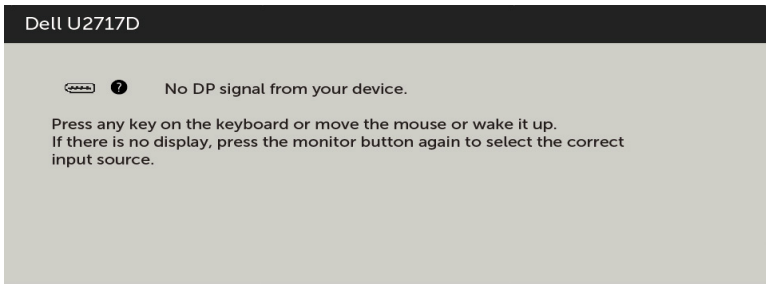 Dell U2717D
No DP signal from your device.
Press any key on the keyboard or move the mouse or wake it up.
If there is no display, press the monitor button again to select the correct
input source.